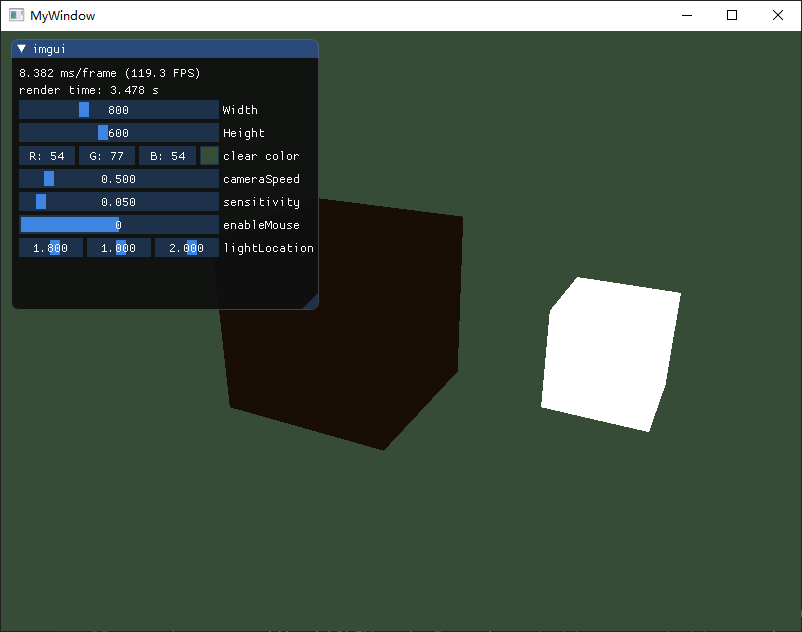 MyWindow
imgui
8.382 ms/frame (119.3 FPS)
render time: 3.478 s
800 Width
600 Height
R: 54 G: 77 B: 54 clear color
0.500 cameraSpeed
0.050 sensitivity
0 enableMouse
1.800 1.000 2.000 lightLocation